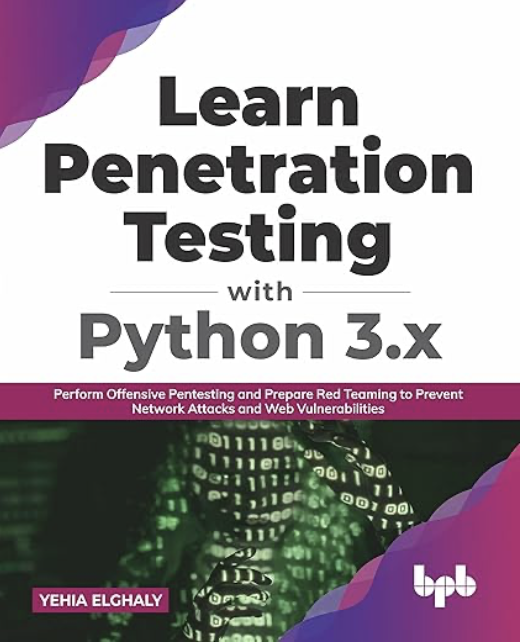 Learn
Penetration
Testing
with
Python 3.x
Perform Offensive Pentesting and Prepare Red Teaming to Prevent
Network Attacks and Web Vulnerabilities
YEHIA ELGHALY
bpb